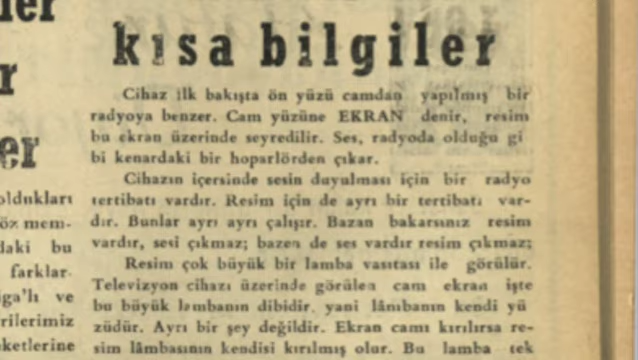 ler
r
er
oldukları
öz mem-
daki bu
farklar-
ga'lı ve
rilerimiz
ketlerine
kısa bilgiler
Cihaz ilk bakışta ön yüzü camdan yapılmış bir
radyoya benzer. Cam yüzüne EKRAN denir, resim
bu ekran üzerinde seyredilir. Ses, radyoda olduğu gi
bi kenardaki bir hoparlörden çıkar.
Cihazın içersinde sesin duyulması için bir radyo
tertibatı vardır. Resim için de ayrı bir tertibatı var-
dır. Bunlar ayrı ayrı çalışır. Bazan bakarsınız resim
vardır, sesi çıkmaz; bazen de ses vardır resim çıkmaz;
Resim çok büyük bir lamba vasıtası ile görülür.
Televizyon cihazı üzerinde görülen cam ekran işte
bu büyük lambanın dibidir. yani lâmbanın kendi yü
züdür. Ayrı bir şey değildir. Ekran camı kırılırsa re-
sim lâmbasının kendisi kırılmış olur. Bu lamba tek